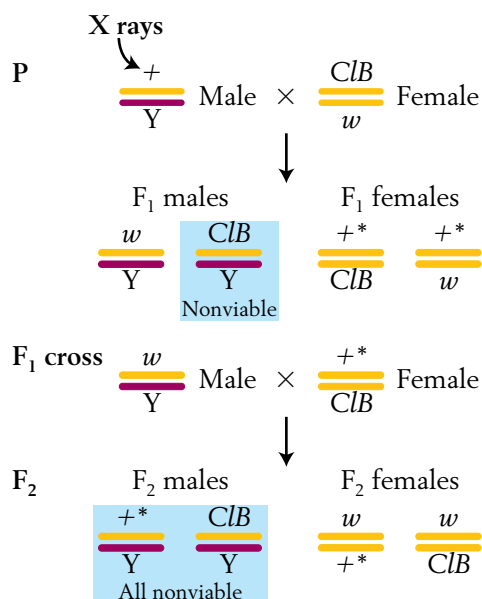 X rays
P + Male × ClB Female
Y w
F₁ males F₁ females
w ClB +* +*
Y Y ClB w
Nonviable
F₁ cross w Male × +* Female
Y ClB
F₂ F₂ males F₂ females
+* ClB w w
Y Y +* ClB
All nonviable